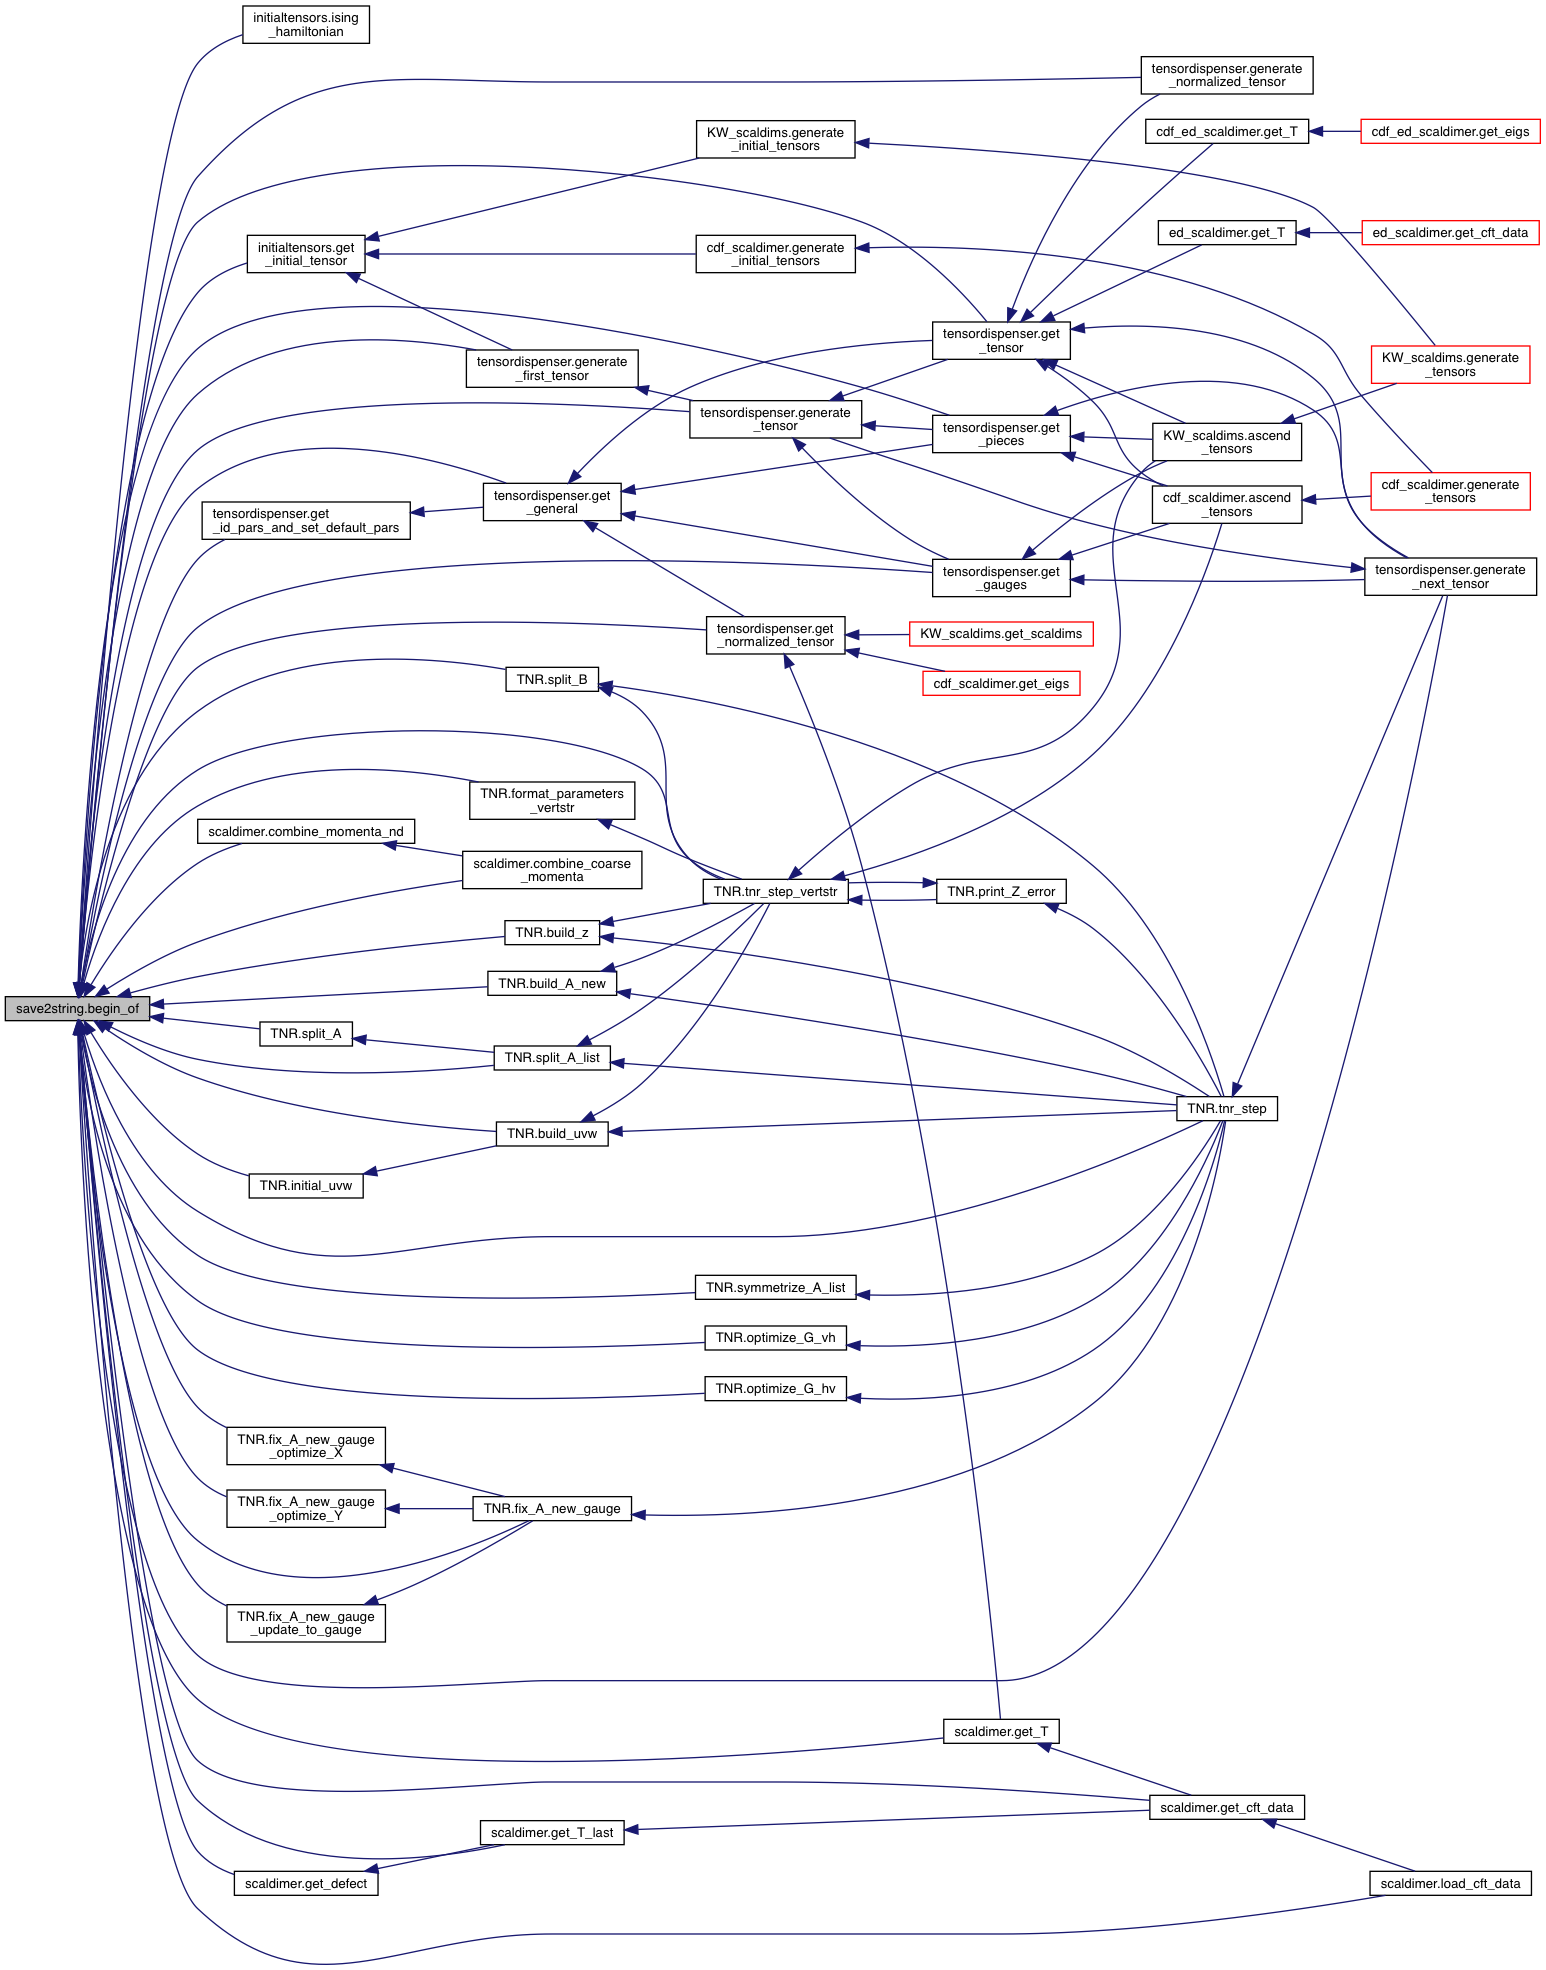 initialtensors.ising
_hamiltonian
tensordispenser.generate
_normalized_tensor
cdf_ed_scaldimer.get_T
cdf_ed_scaldimer.get_eigs
KW_scaldims.generate
_initial_tensors
ed_scaldimer.get_T
ed_scaldimer.get_cft_data
initialtensors.get
_initial_tensor
cdf_scaldimer.generate
_initial_tensors
tensordispenser.get
_tensor
KW_scaldims.generate
_tensors
tensordispenser.generate
_first_tensor
tensordispenser.generate
_tensor
tensordispenser.get
_pieces
KW_scaldims.ascend
_tensors
cdf_scaldimer.generate
_tensors
tensordispenser.get
_general
cdf_scaldimer.ascend
_tensors
tensordispenser.get
_id_pars_and_set_default_pars
tensordispenser.get
_gauges
tensordispenser.generate
_next_tensor
tensordispenser.get
_normalized_tensor
KW_scaldims.get_scaldims
TNR.split_B
cdf_scaldimer.get_eigs
TNR.format_parameters
_vertstr
scaldimer.combine_momenta_nd
scaldimer.combine_coarse
_momenta
TNR.tnr_step_vertstr
TNR.print_Z_error
TNR.build_z
TNR.build_A_new
save2string.begin_of
TNR.split_A
TNR.split_A_list
TNR.tnr_step
TNR.build_uvw
TNR.initial_uvw
TNR.symmetrize_A_list
TNR.optimize_G_vh
TNR.optimize_G_hv
TNR.fix_A_new_gauge
_optimize_X
TNR.fix_A_new_gauge
_optimize_Y
TNR.fix_A_new_gauge
TNR.fix_A_new_gauge
_update_to_gauge
scaldimer.get_T
scaldimer.get_cft_data
scaldimer.get_T_last
scaldimer.get_defect
scaldimer.load_cft_data